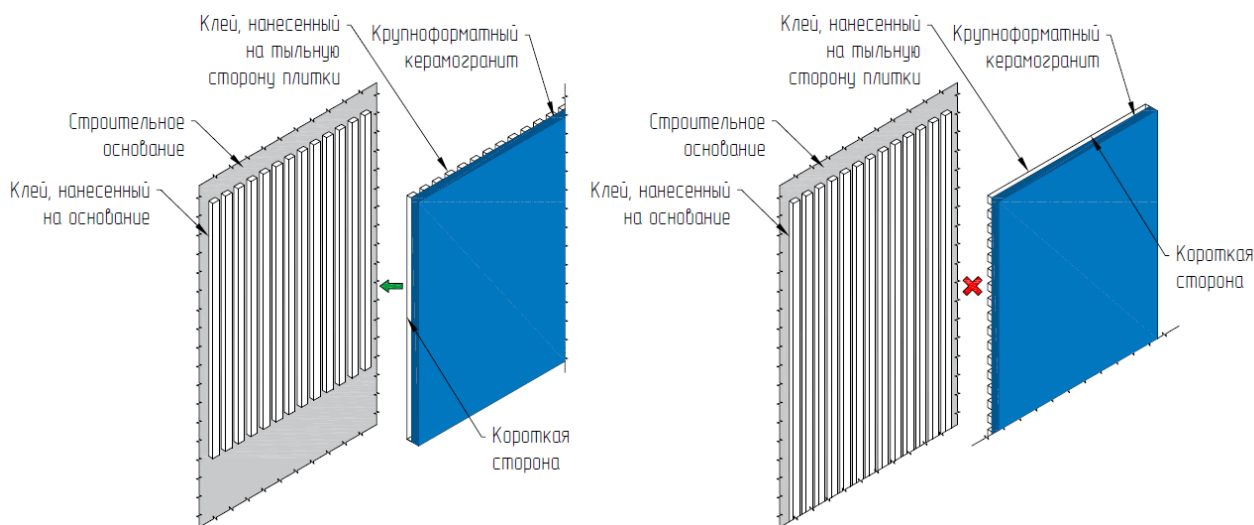 Клей, нанесенный
на тыльную
сторону плитки
Крупноформатный
керамогранит
Строительное
основание
Клей, нанесенный
на основание
Короткая
сторона
Клей, нанесенный
на тыльную
сторону плитки
Крупноформатный
керамогранит
Строительное
основание
Клей, нанесенный
на основание
Короткая
сторона